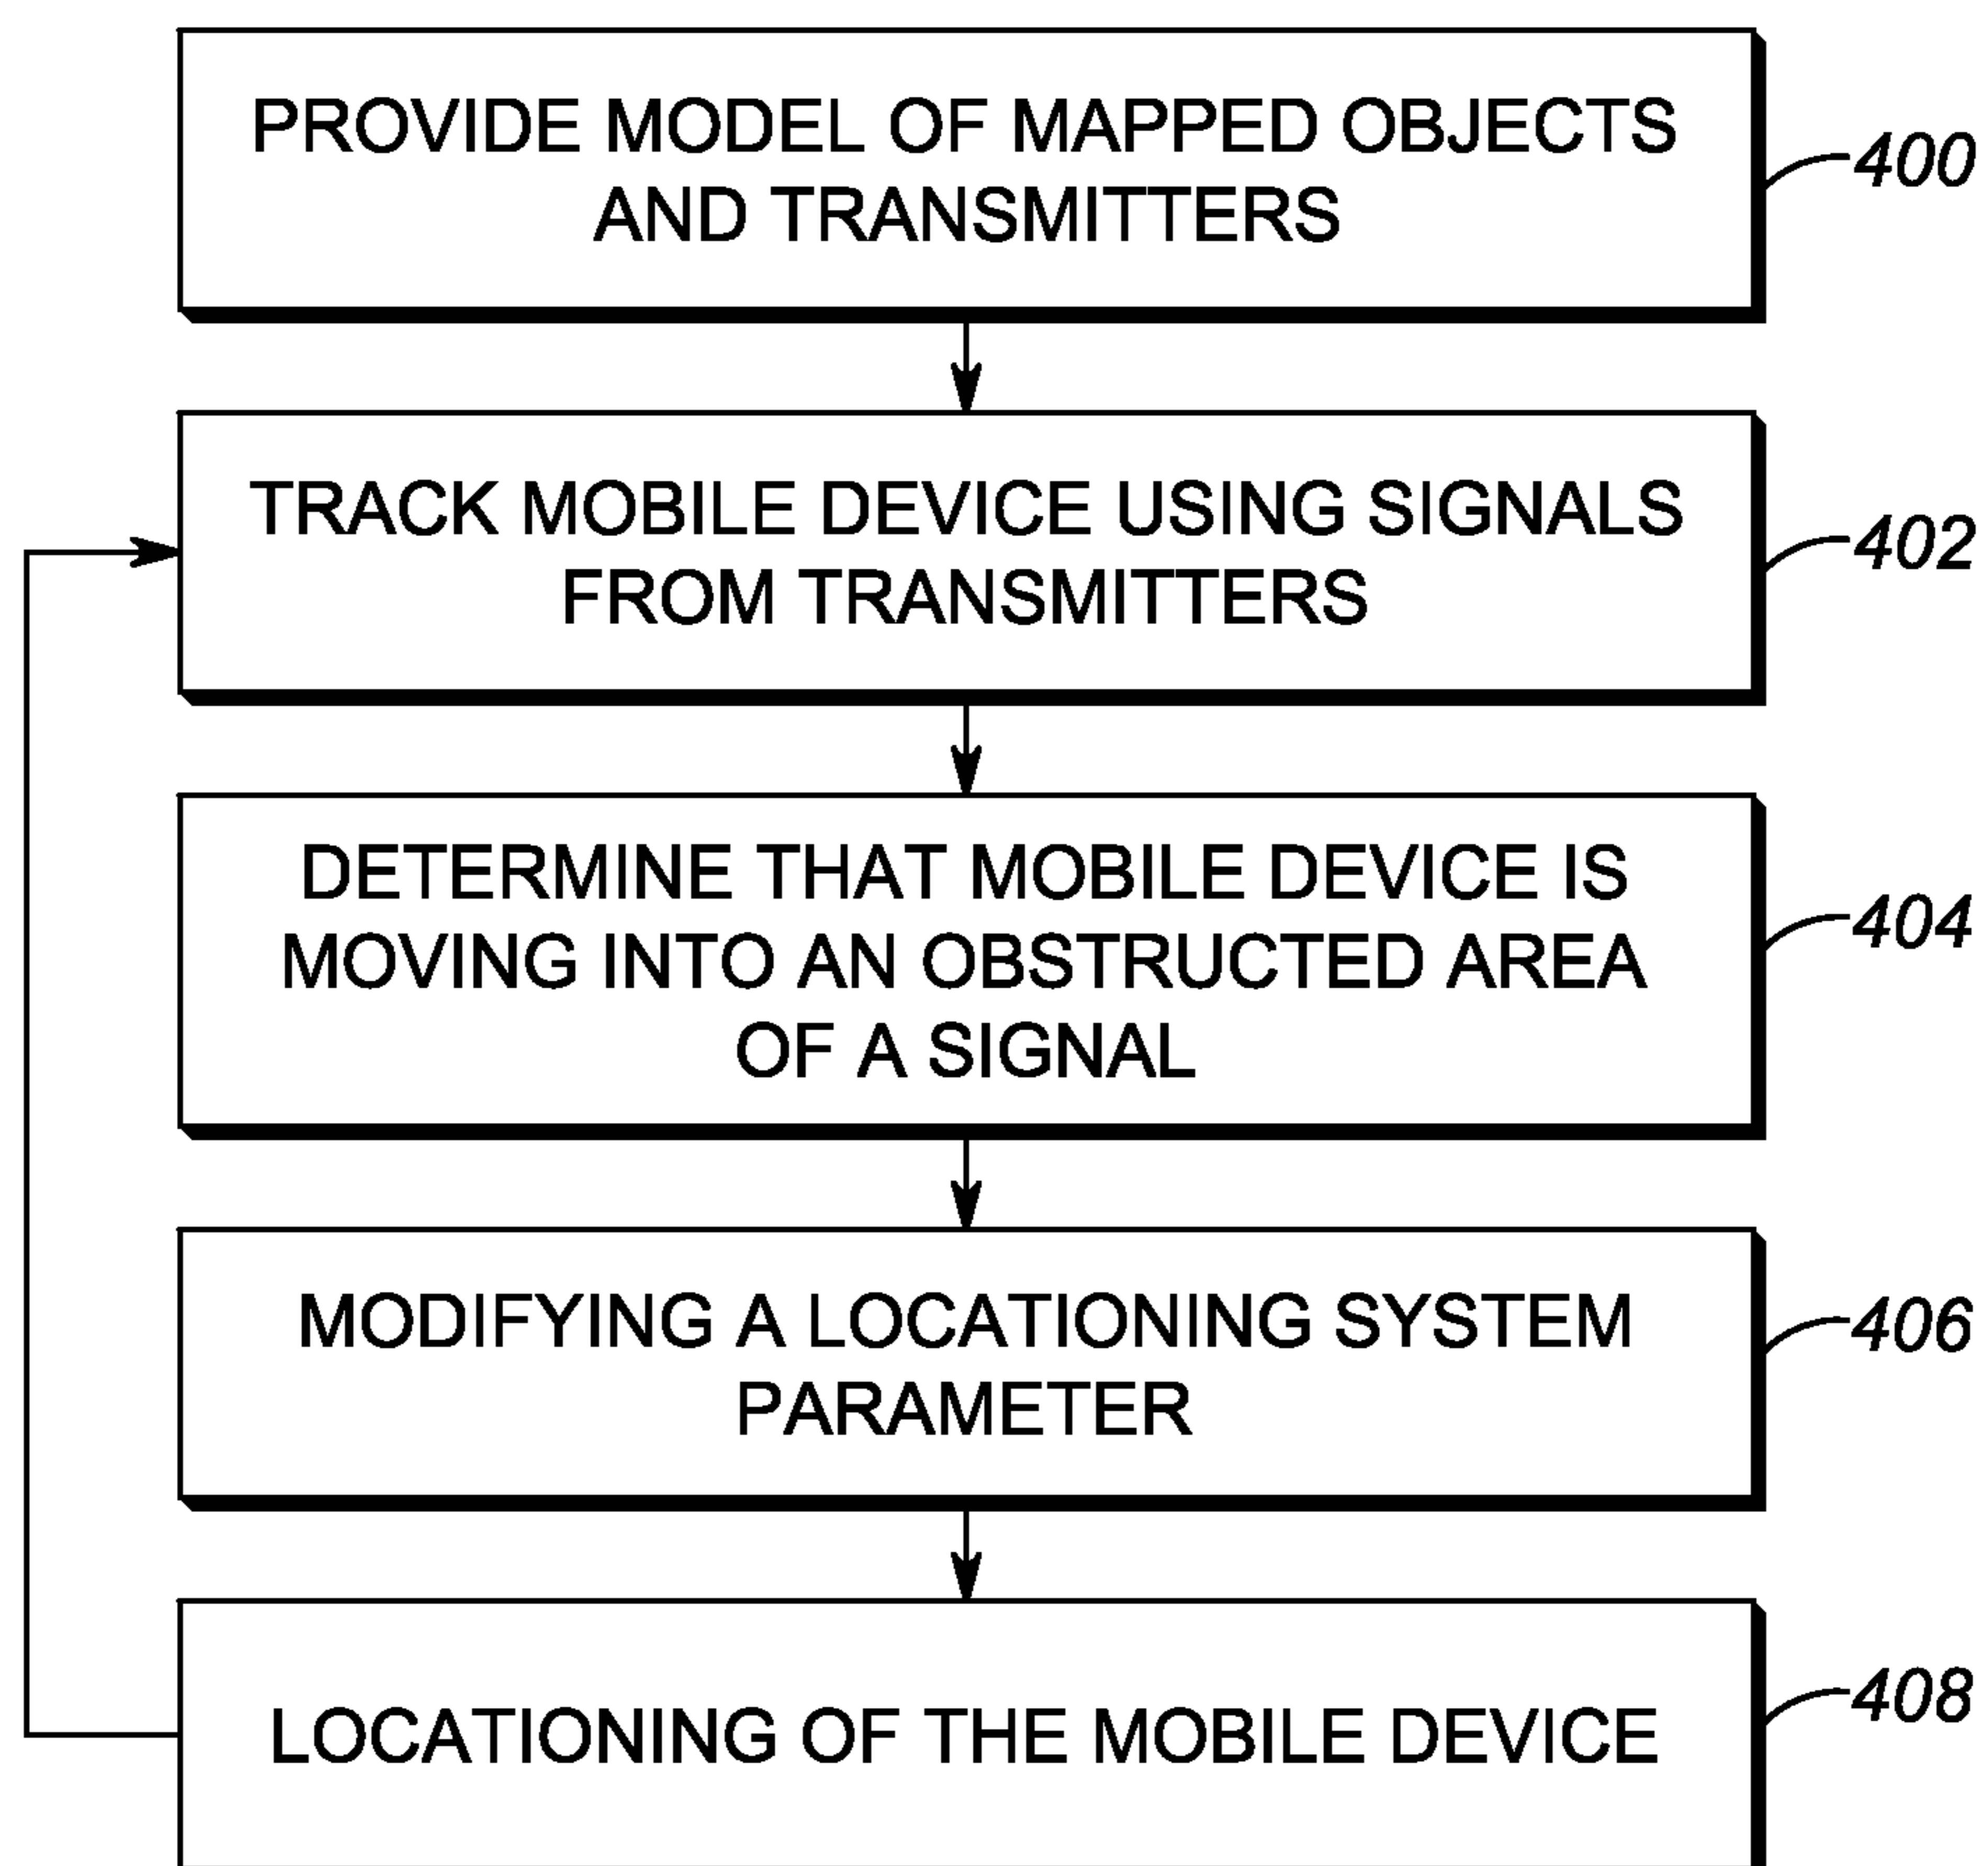 PROVIDE MODEL OF MAPPED OBJECTS
AND TRANSMITTERS
400
TRACK MOBILE DEVICE USING SIGNALS
FROM TRANSMITTERS
402
DETERMINE THAT MOBILE DEVICE IS
MOVING INTO AN OBSTRUCTED AREA
OF A SIGNAL
404
MODIFYING A LOCATIONING SYSTEM
PARAMETER
406
LOCATIONING OF THE MOBILE DEVICE
408